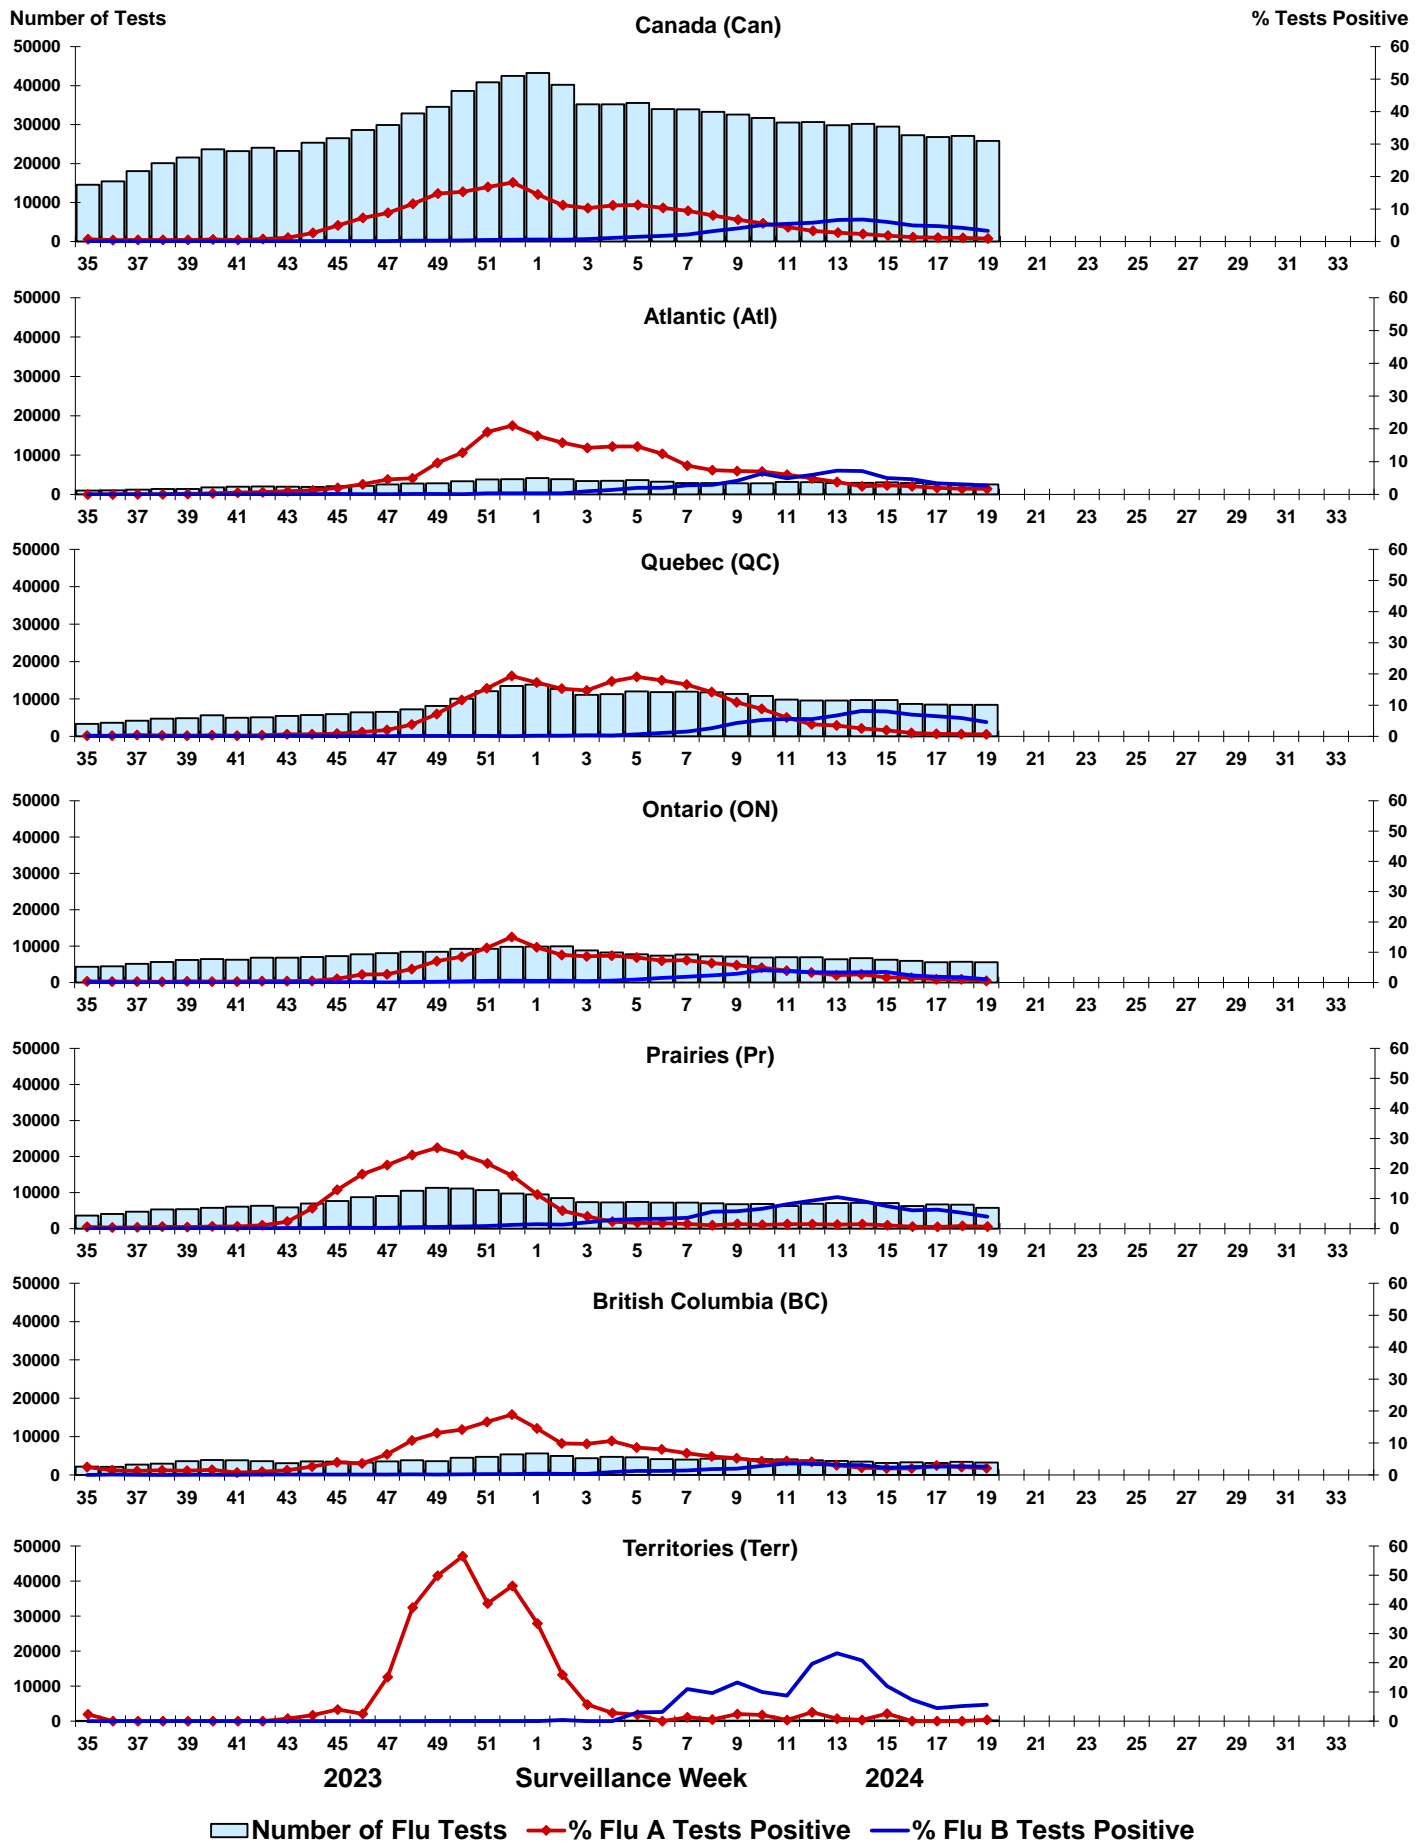 Number of Tests
% Tests Positive
Canada (Can)
50000 60
40000 50
30000 40
20000 30
10000 20
0 10
0
35 37 39 41 43 45 47 49 51 1 3 5 7 9 11 13 15 17 19 21 23 25 27 29 31 33
Atlantic (Atl)
50000 60
40000 50
30000 40
20000 30
10000 20
0 10
0
35 37 39 41 43 45 47 49 51 1 3 5 7 9 11 13 15 17 19 21 23 25 27 29 31 33
Quebec (QC)
50000 60
40000 50
30000 40
20000 30
10000 20
0 10
0
35 37 39 41 43 45 47 49 51 1 3 5 7 9 11 13 15 17 19 21 23 25 27 29 31 33
Ontario (ON)
50000 60
40000 50
30000 40
20000 30
10000 20
0 10
0
35 37 39 41 43 45 47 49 51 1 3 5 7 9 11 13 15 17 19 21 23 25 27 29 31 33
Prairies (Pr)
50000 60
40000 50
30000 40
20000 30
10000 20
0 10
0
35 37 39 41 43 45 47 49 51 1 3 5 7 9 11 13 15 17 19 21 23 25 27 29 31 33
British Columbia (BC)
50000 60
40000 50
30000 40
20000 30
10000 20
0 10
0
35 37 39 41 43 45 47 49 51 1 3 5 7 9 11 13 15 17 19 21 23 25 27 29 31 33
Territories (Terr)
50000 60
40000 50
30000 40
20000 30
10000 20
0 10
0
35 37 39 41 43 45 47 49 51 1 3 5 7 9 11 13 15 17 19 21 23 25 27 29 31 33
2023 Surveillance Week 2024
Number of Flu Tests % Flu A Tests Positive % Flu B Tests Positive